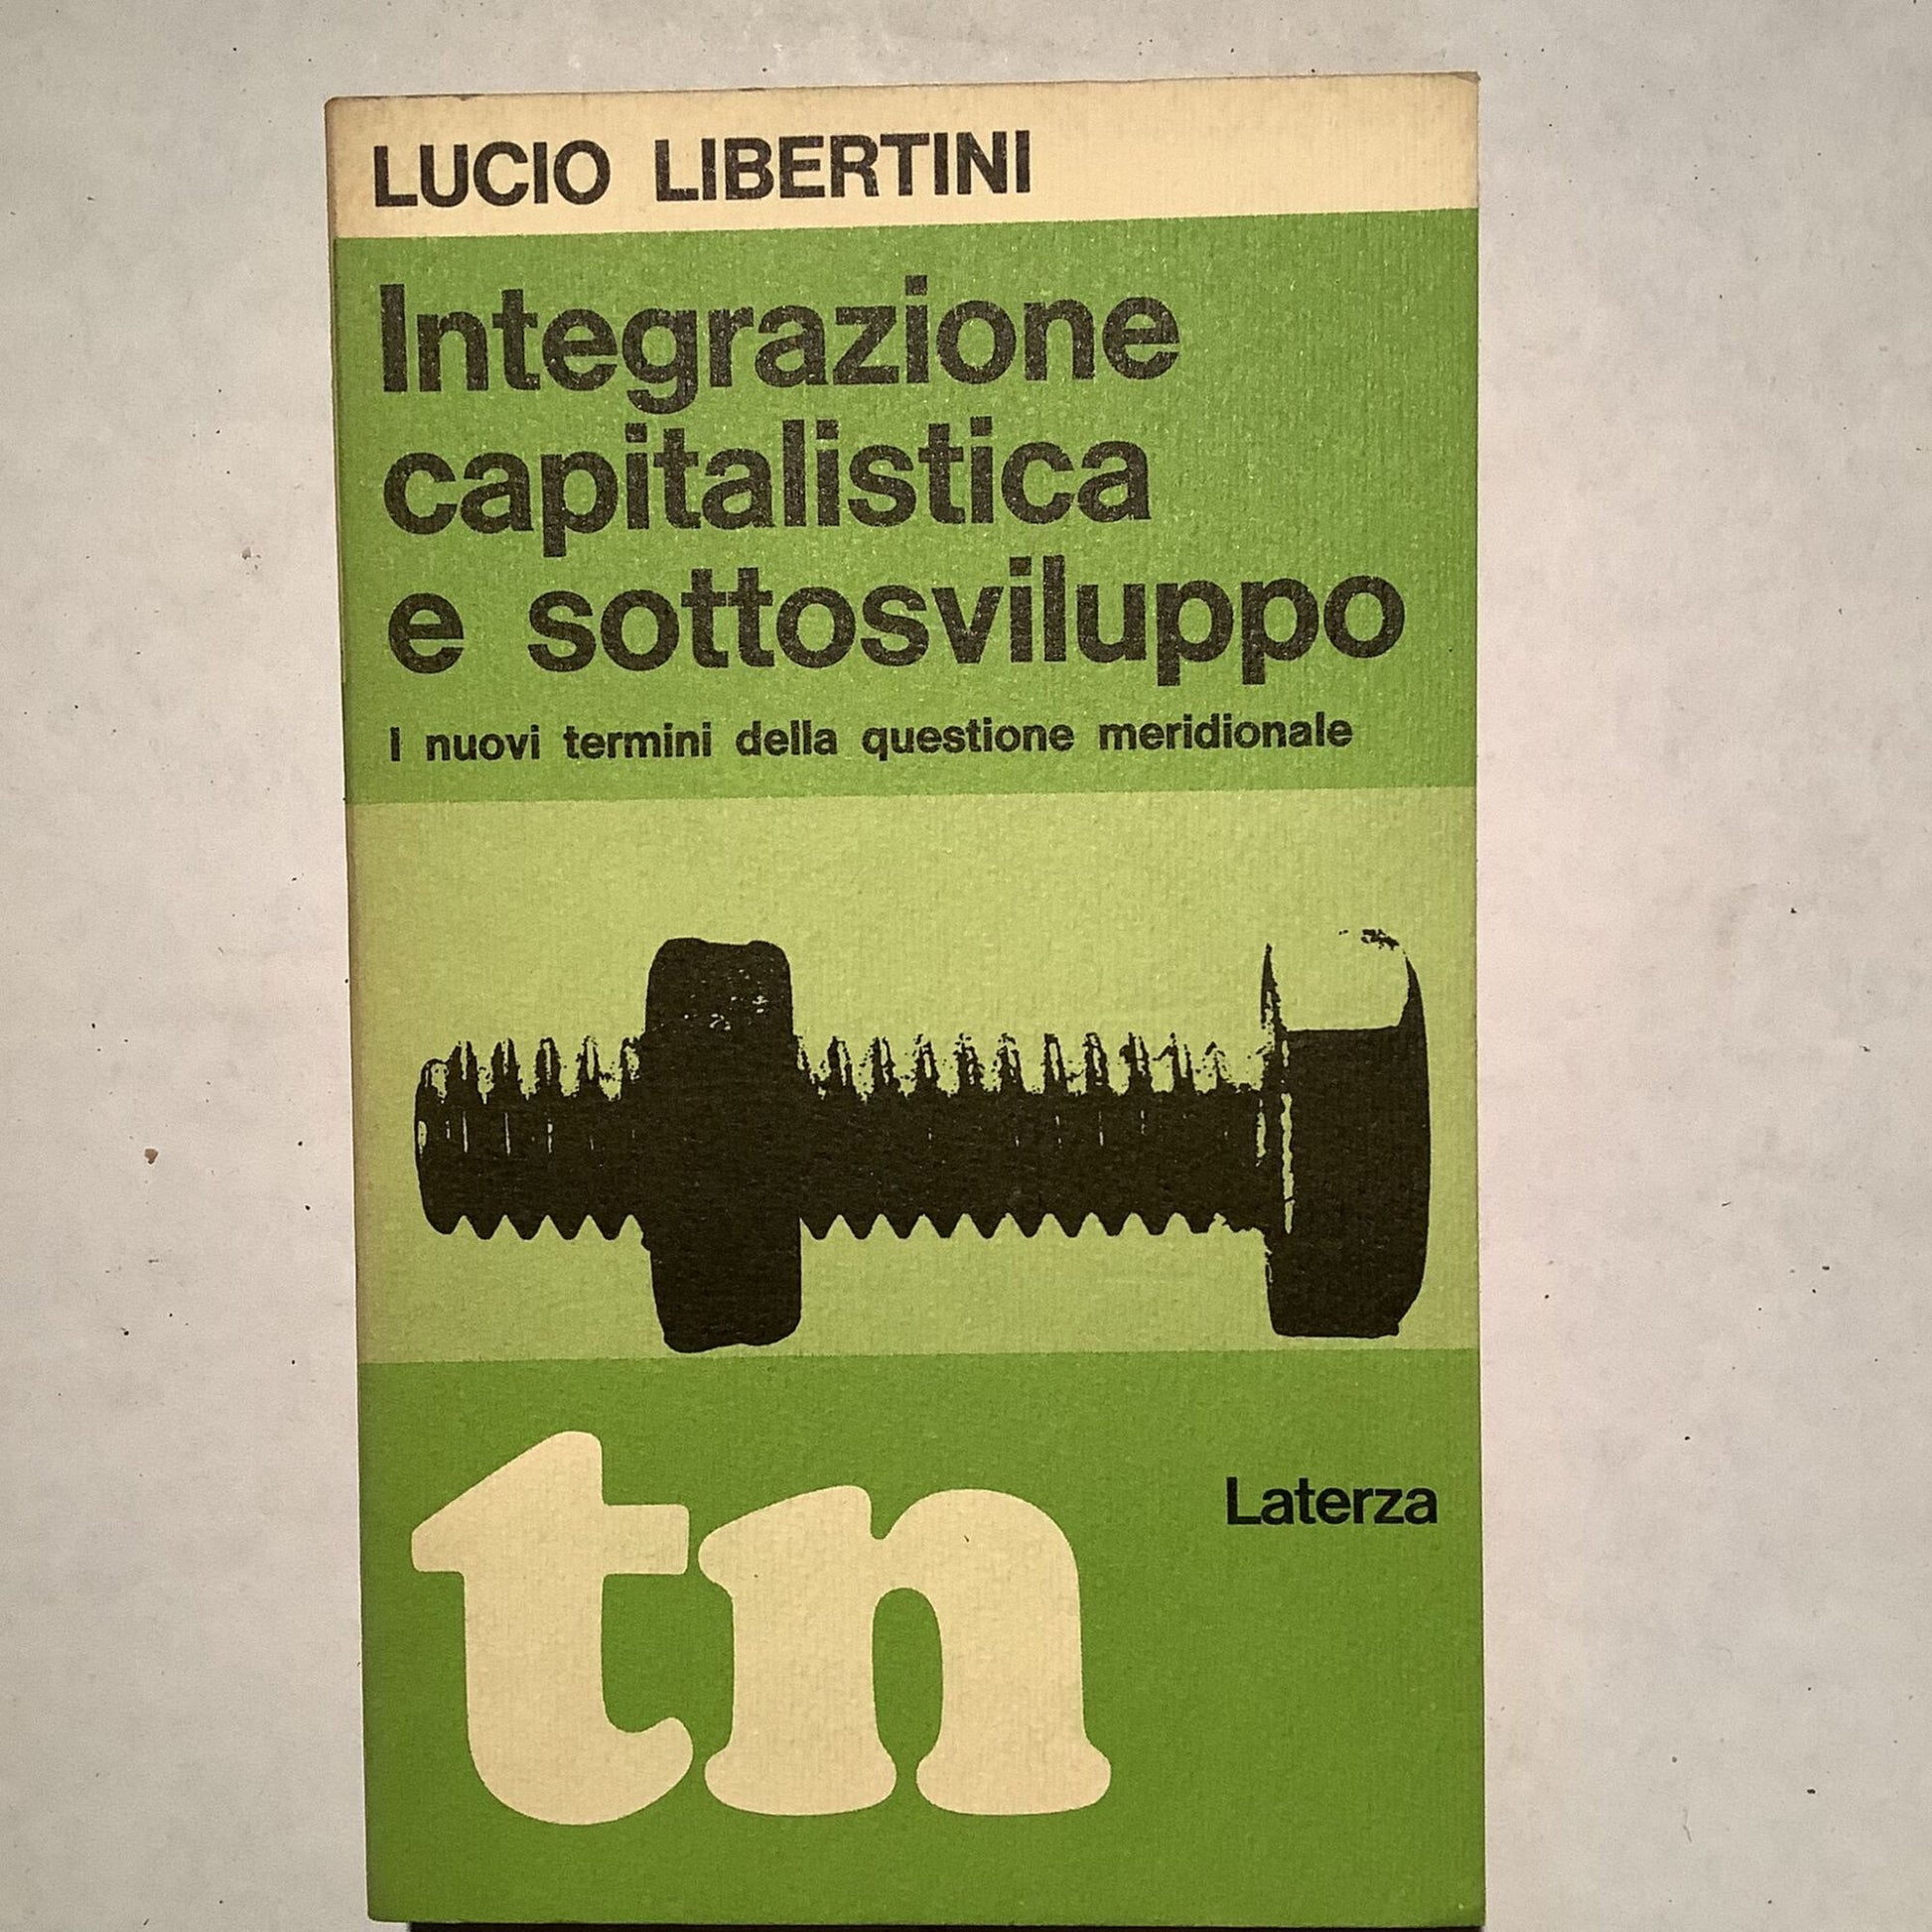 LUCIO LIBERTINI
Integrazione
capitalistica
e sottosviluppo
I nuovi termini della questione meridionale
tn
Laterza